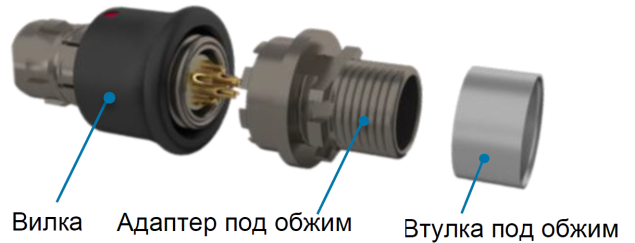 Вилка
Адаптер под обжим
Втулка под обжим